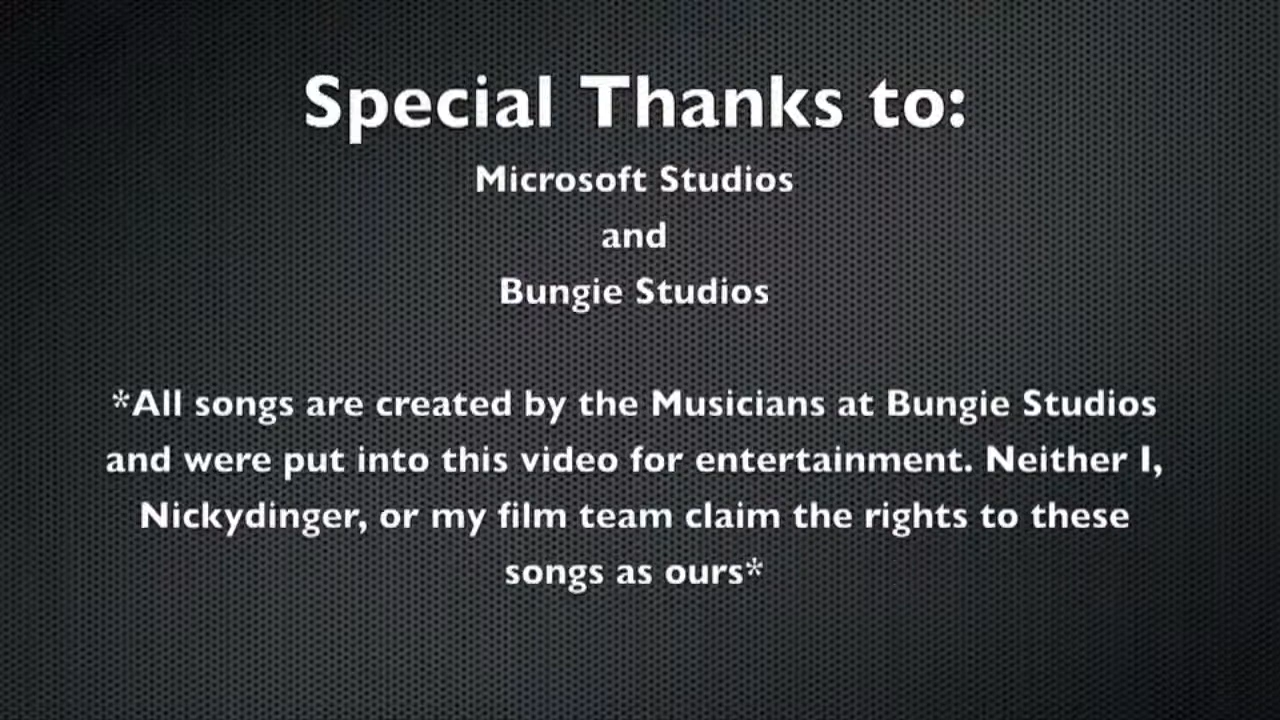 Special Thanks to:
Microsoft Studios
and
Bungie Studios
*All songs are created by the Musicians at Bungie Studios
and were put into this video for entertainment. Neither I,
Nickydinger, or my film team claim the rights to these
songs as ours*